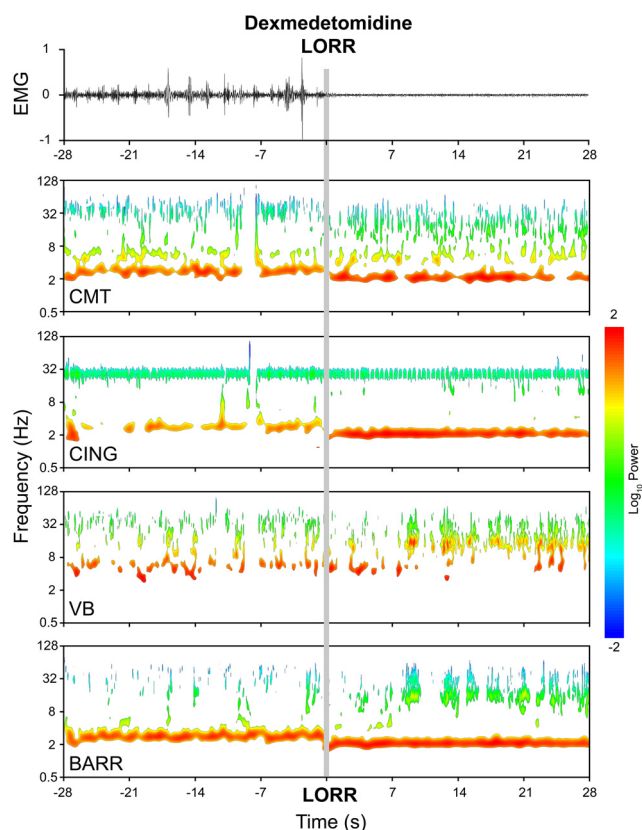 Dexmedetomidine
LORR
EMG
1
0
-1
-28 -21 -14 -7 7 14 21 28
Frequency (Hz)
128
32
8
2
0.5
CMT
128
32
8
2
0.5
CING
128
32
8
2
0.5
VB
128
32
8
2
0.5
BARR
-28 -21 -14 -7 LORR 7 14 21 28
Time (s)
2
Log10 Power
-2